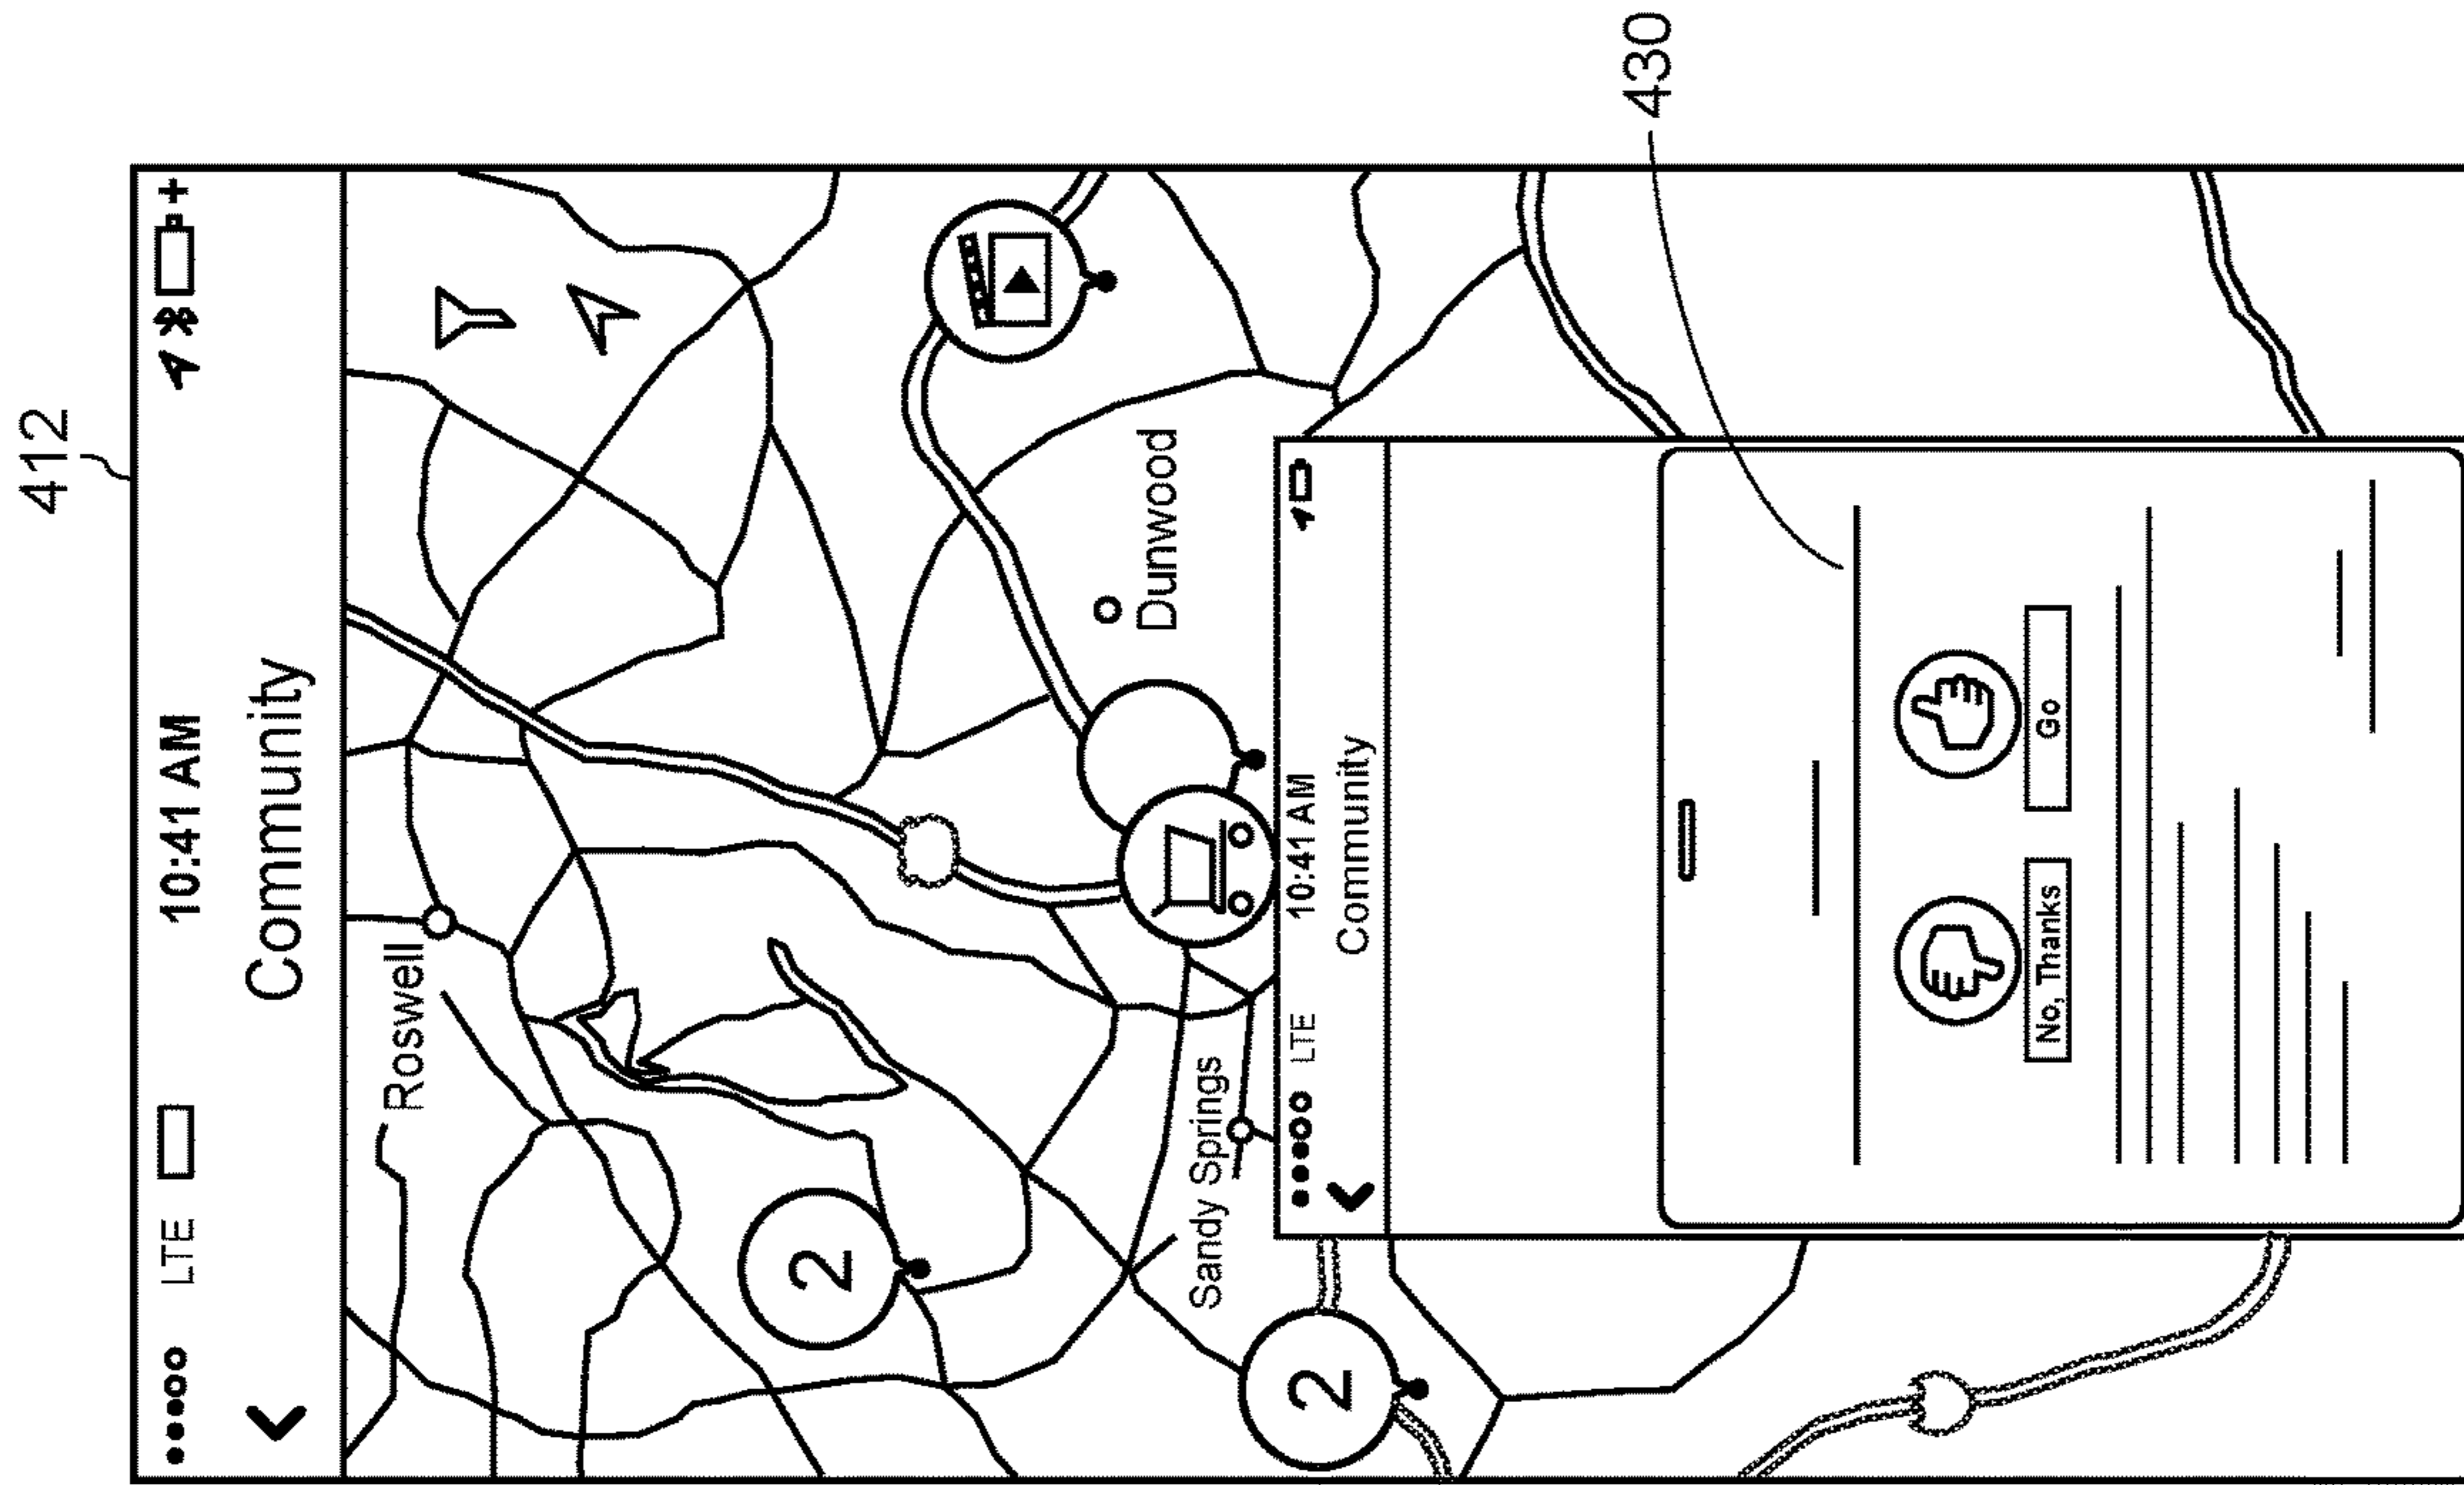 412
LTE 10:41 AM
Community
Roswell
2
Dunwood
Sandy Springs
2
LTE 10:41 AM
Community
430
No, Thanks Go